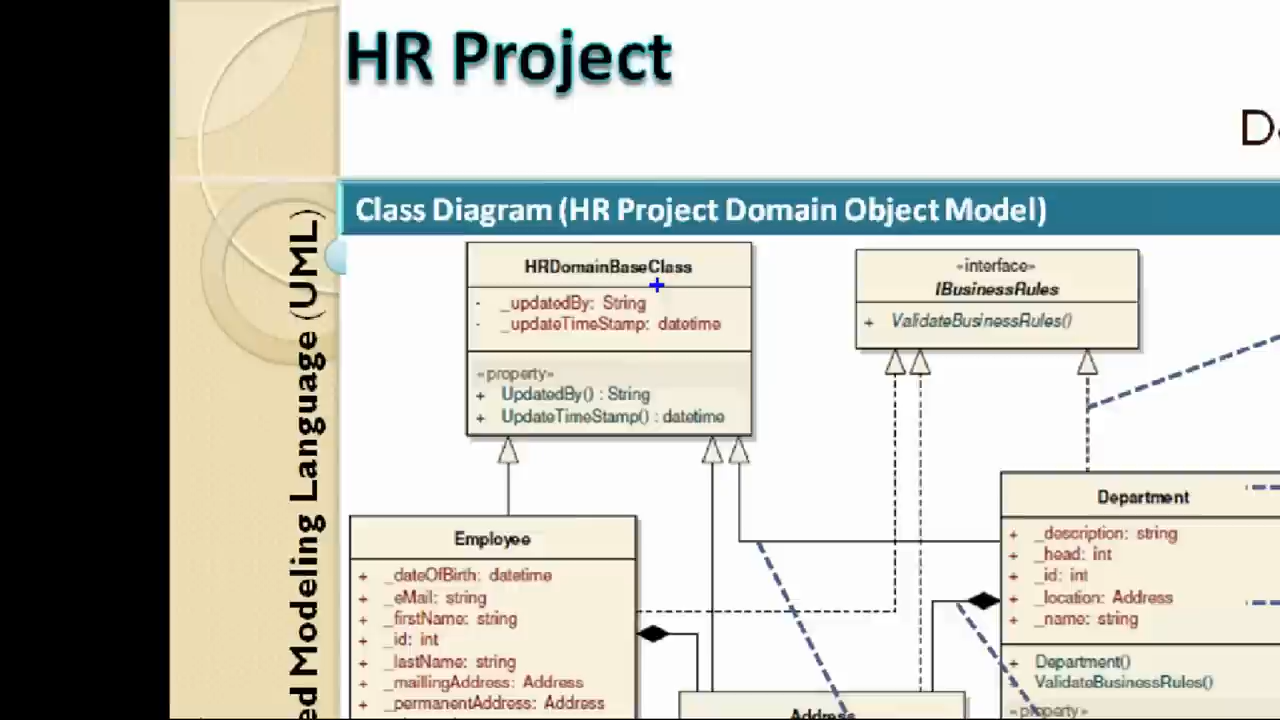 HR Project
Class Diagram (HR Project Domain Object Model)
ed Modeling Language (UML)
HRDomainBaseClass
- _updatedBy: String
- _updateTimeStamp: datetime
«property»
+ UpdatedBy() : String
+ UpdateTimeStamp() : datetime
«interface»
IBusinessRules
+ ValidateBusinessRules()
Employee
+ _dateOfBirth: datetime
+ _eMail: string
+ _firstName: string
+ _id: int
+ _lastName: string
+ _maillingAddress: Address
+ _permanentAddress: Address
Address
Department
+ _description: string
+ _head: int
+ _id: int
+ _location: Address
+ _name: string
+ Department()
ValidateBusinessRules()
«property»